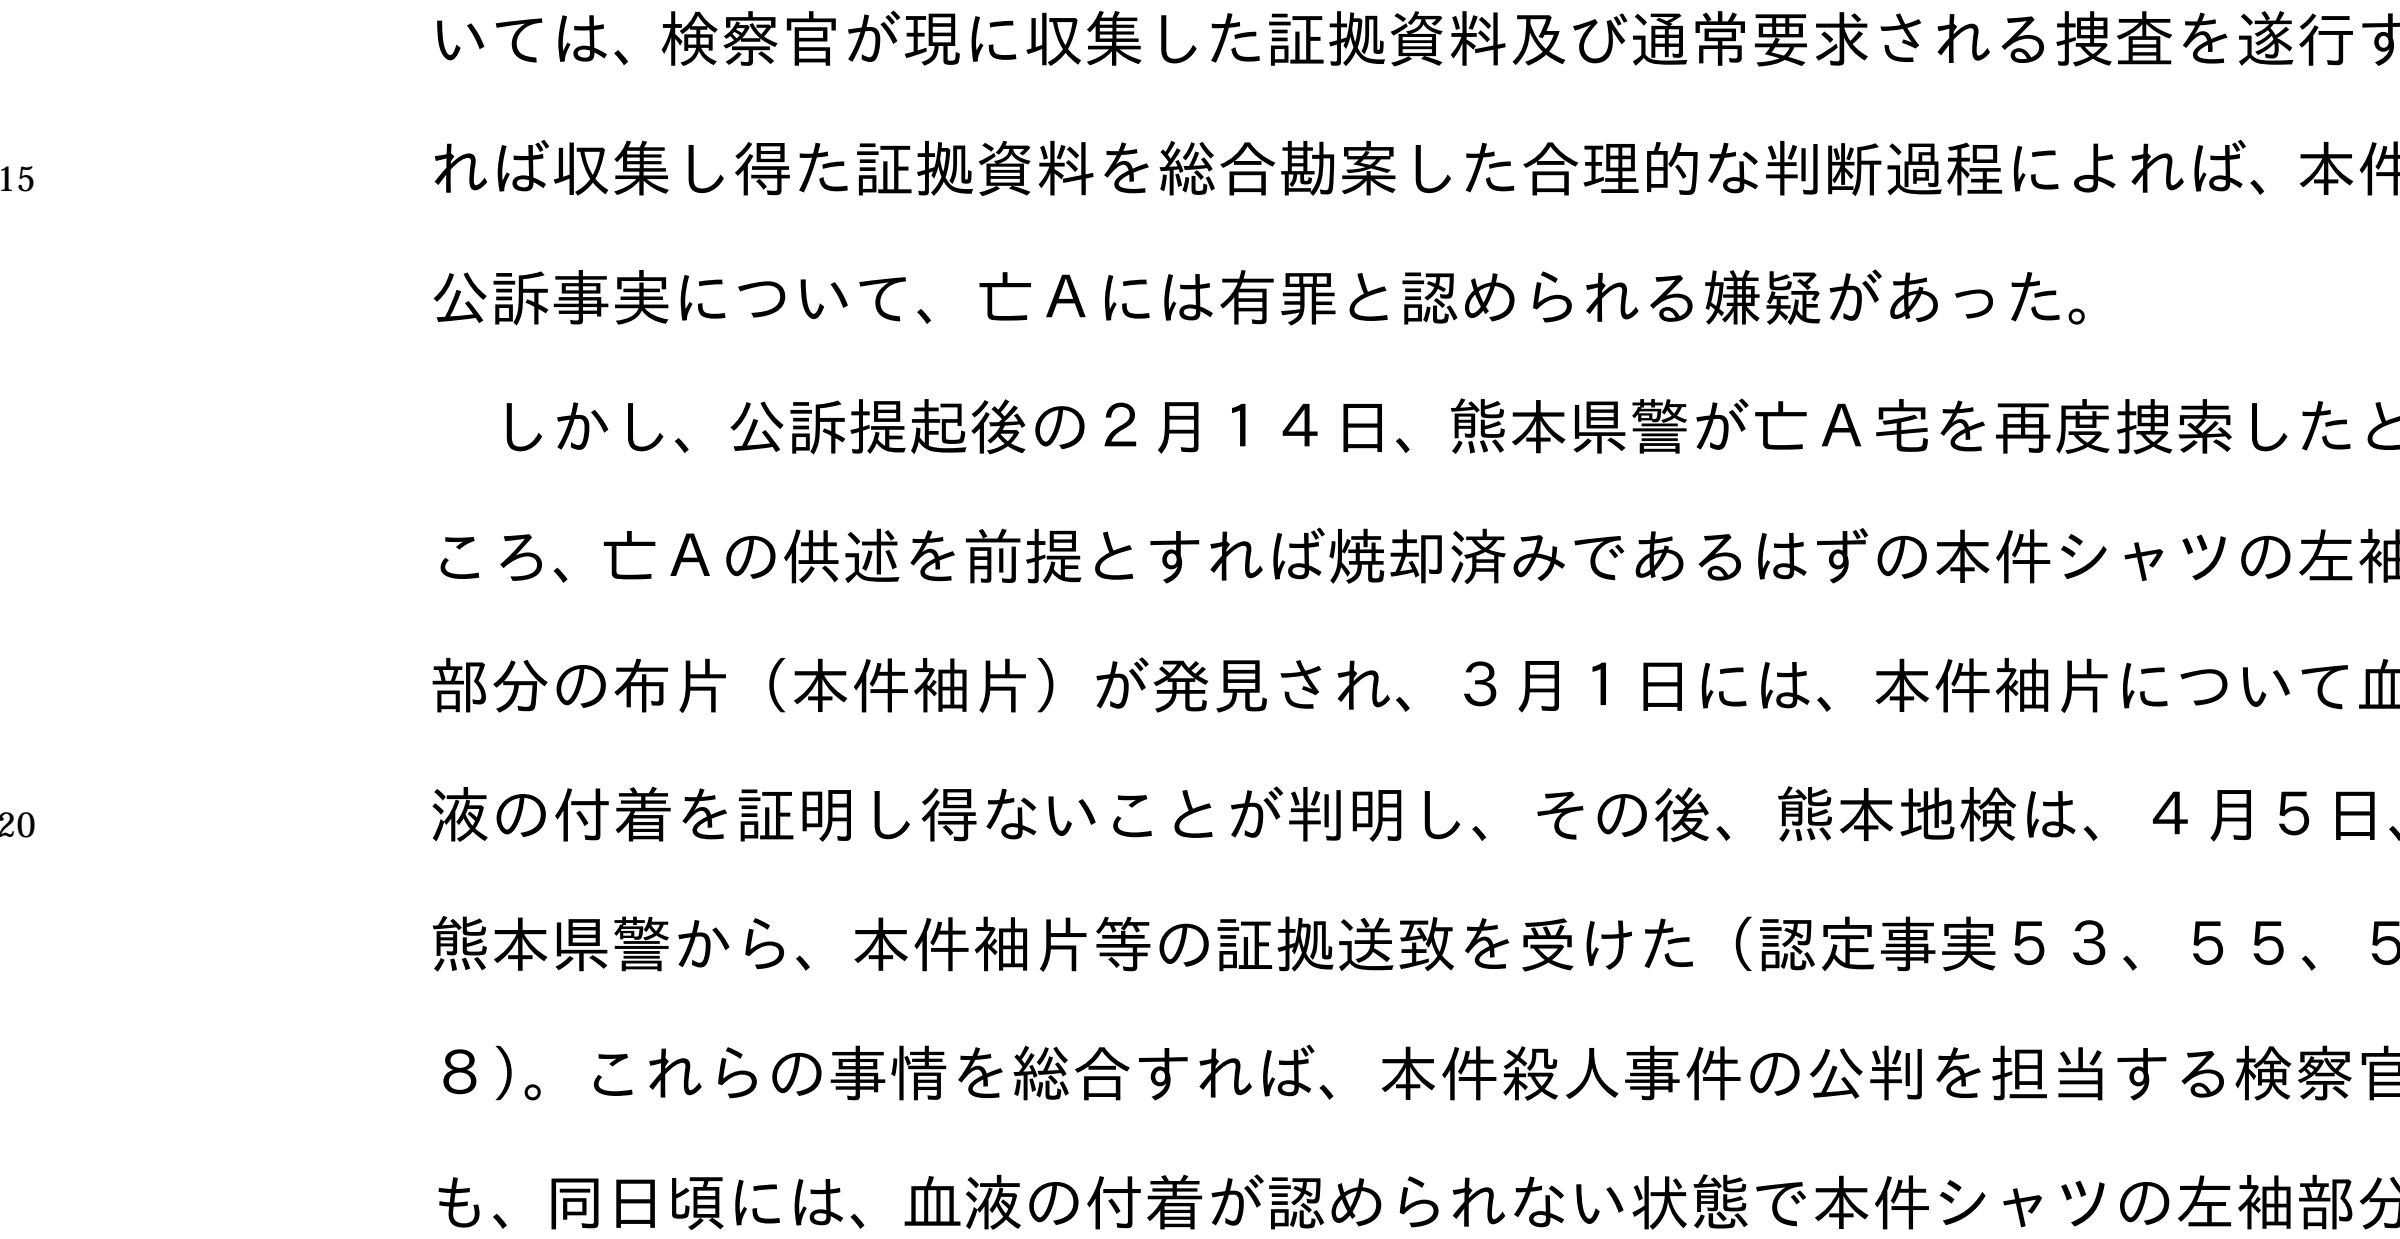 いては、検察官が現に収集した証拠資料及び通常要求される捜査を遂行す
15 れば収集し得た証拠資料を総合勘案した合理的な判断過程によれば、本件
公訴事実について、亡Ａには有罪と認められる嫌疑があった。
しかし、公訴提起後の２月１４日、熊本県警が亡Ａ宅を再度捜索したと
ころ、亡Ａの供述を前提とすれば焼却済みであるはずの本件シャツの左袖
部分の布片（本件袖片）が発見され、３月１日には、本件袖片について血
20 液の付着を証明し得ないことが判明し、その後、熊本地検は、４月５日、
熊本県警から、本件袖片等の証拠送致を受けた（認定事実５３、５５、５
８）。これらの事情を総合すれば、本件殺人事件の公判を担当する検察官
も、同日頃には、血液の付着が認められない状態で本件シャツの左袖部分